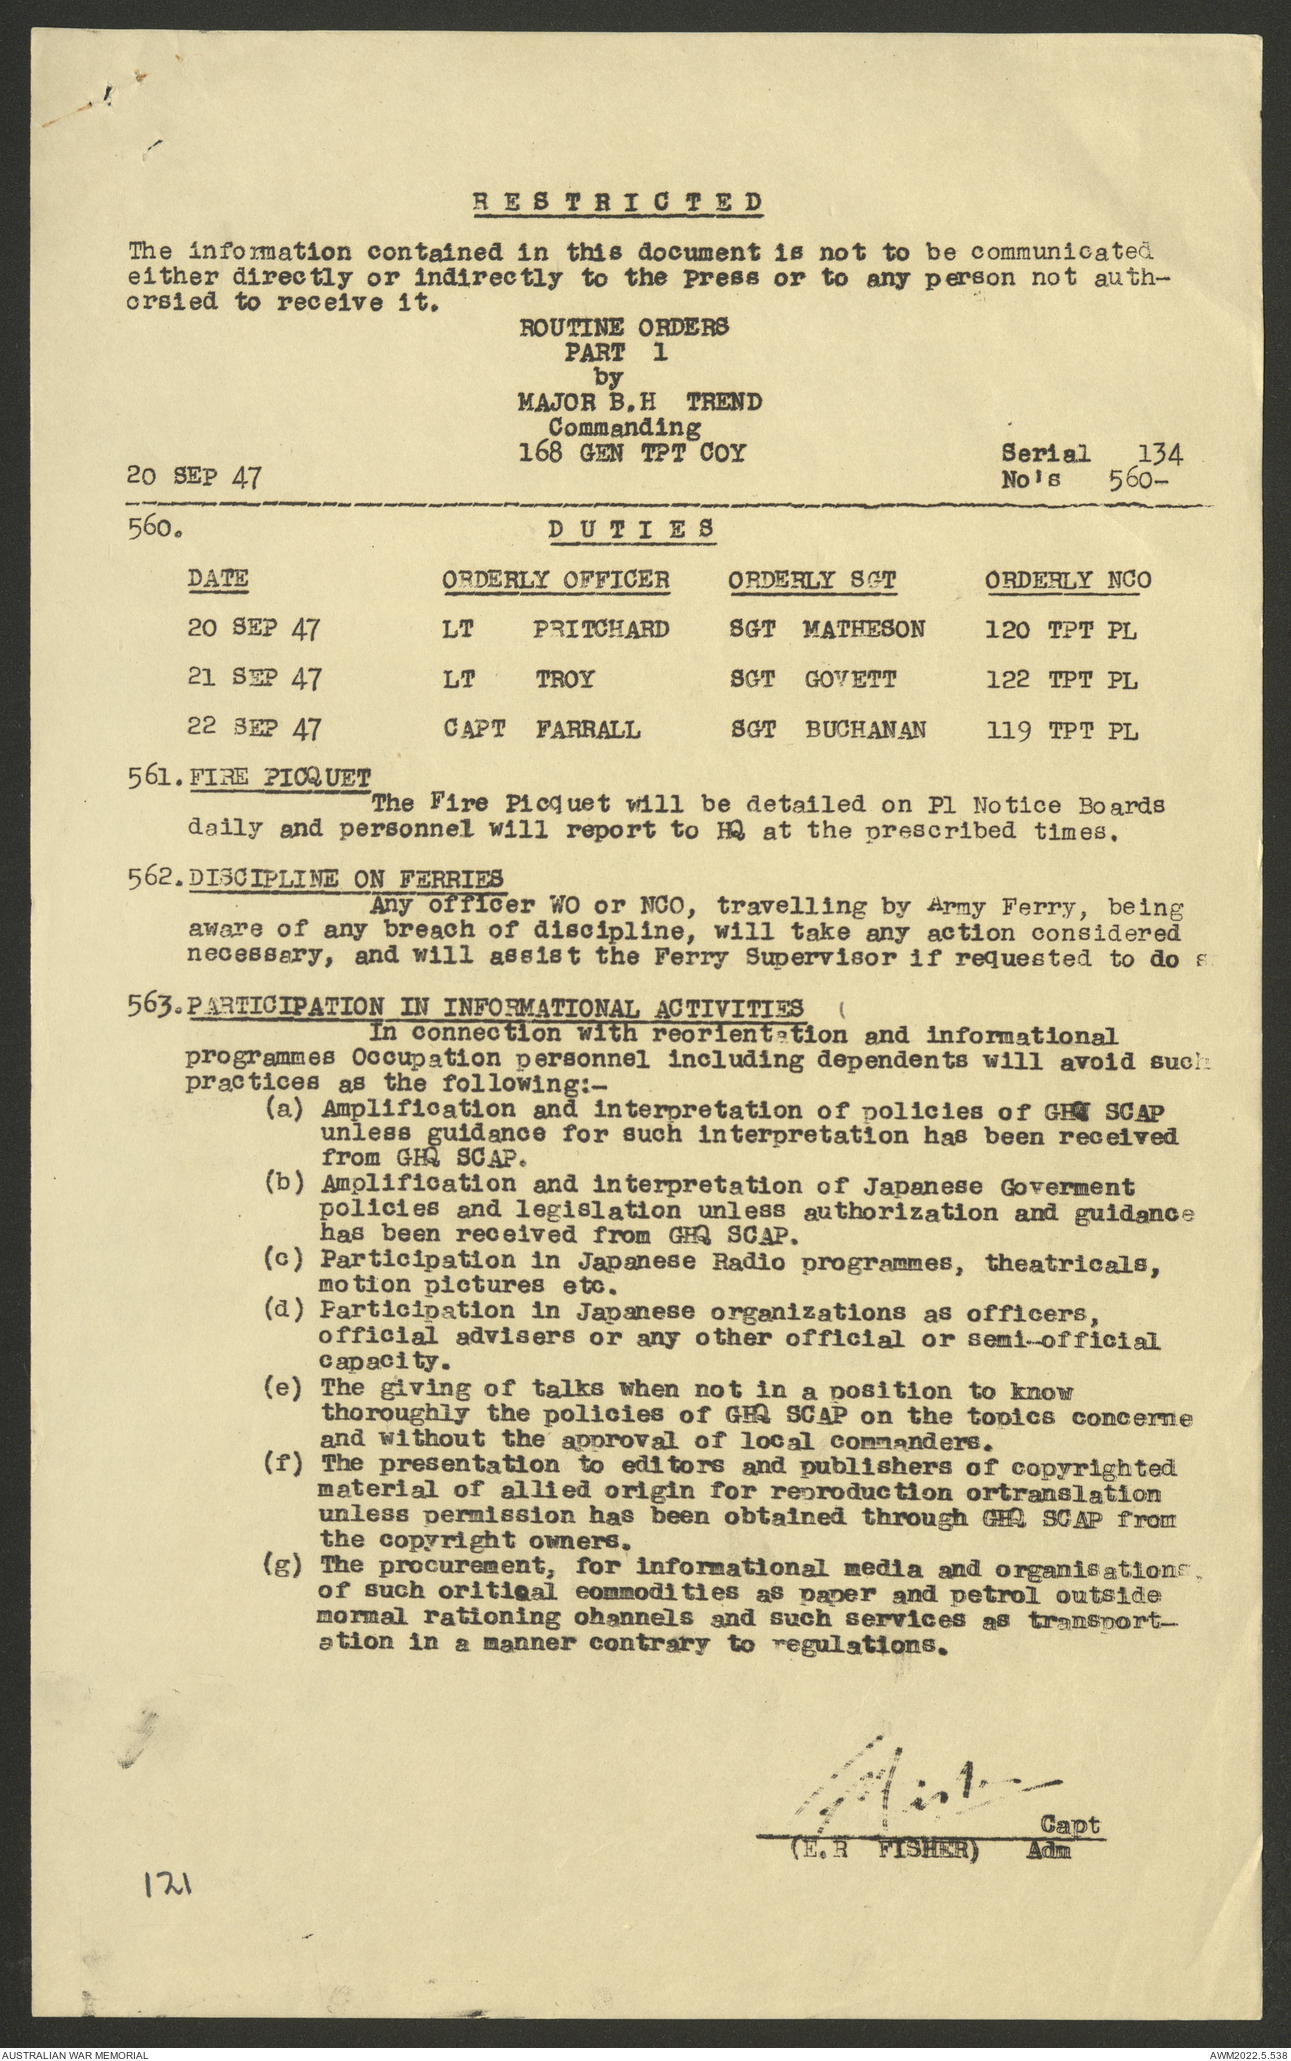 R E S T R I C T E D
The information contained in this document is not to be communicated
either directly or indirectly to the Press or to any person not auth-
orsied to receive it.
ROUTINE ORDERS
PART 1
by
MAJOR B.H TREND
Commanding
168 GEN TPT COY Serial 134
20 SEP 47 No's 560-
560. D U T I E S
DATE ORDERLY OFFICER ORDERLY SGT ORDERLY NCO
20 SEP 47 LT PRITCHARD SGT MATHESON 120 TPT PL
21 SEP 47 LT TROY SGT GOVETT 122 TPT PL
22 SEP 47 CAPT FARRALL SGT BUCHANAN 119 TPT PL
561. FIRE PICQUET
The Fire Picquet will be detailed on Pl Notice Boards
daily and personnel will report to HQ at the prescribed times.
562. DISCIPLINE ON FERRIES
Any officer WO or NCO, travelling by Army Ferry, being
aware of any breach of discipline, will take any action considered
necessary, and will assist the Ferry Supervisor if requested to do s
563. PARTICIPATION IN INFORMATIONAL ACTIVITIES (
In connection with reorientation and informational
programmes Occupation personnel including dependents will avoid such
practices as the following:-
(a) Amplification and interpretation of policies of GHQ SCAP
unless guidance for such interpretation has been received
from GHQ SCAP.
(b) Amplification and interpretation of Japanese Goverment
policies and legislation unless authorization and guidance
has been received from GHQ SCAP.
(c) Participation in Japanese Radio programmes, theatricals,
motion pictures etc.
(d) Participation in Japanese organizations as officers,
official advisers or any other official or semi-official
capacity.
(e) The giving of talks when not in a position to know
thoroughly the policies of GHQ SCAP on the topics concerne
and without the approval of local commanders.
(f) The presentation to editors and publishers of copyrighted
material of allied origin for reproduction ortranslation
unless permission has been obtained through GHQ SCAP from
the copyright owners.
(g) The procurement, for informational media and organisations,
of such critical commodities as paper and petrol outside
mormal rationing channels and such services as transport-
ation in a manner contrary to regulations.
Capt
(E.R FISHER) Adm
121
AUSTRALIAN WAR MEMORIAL AWM2022.5.538